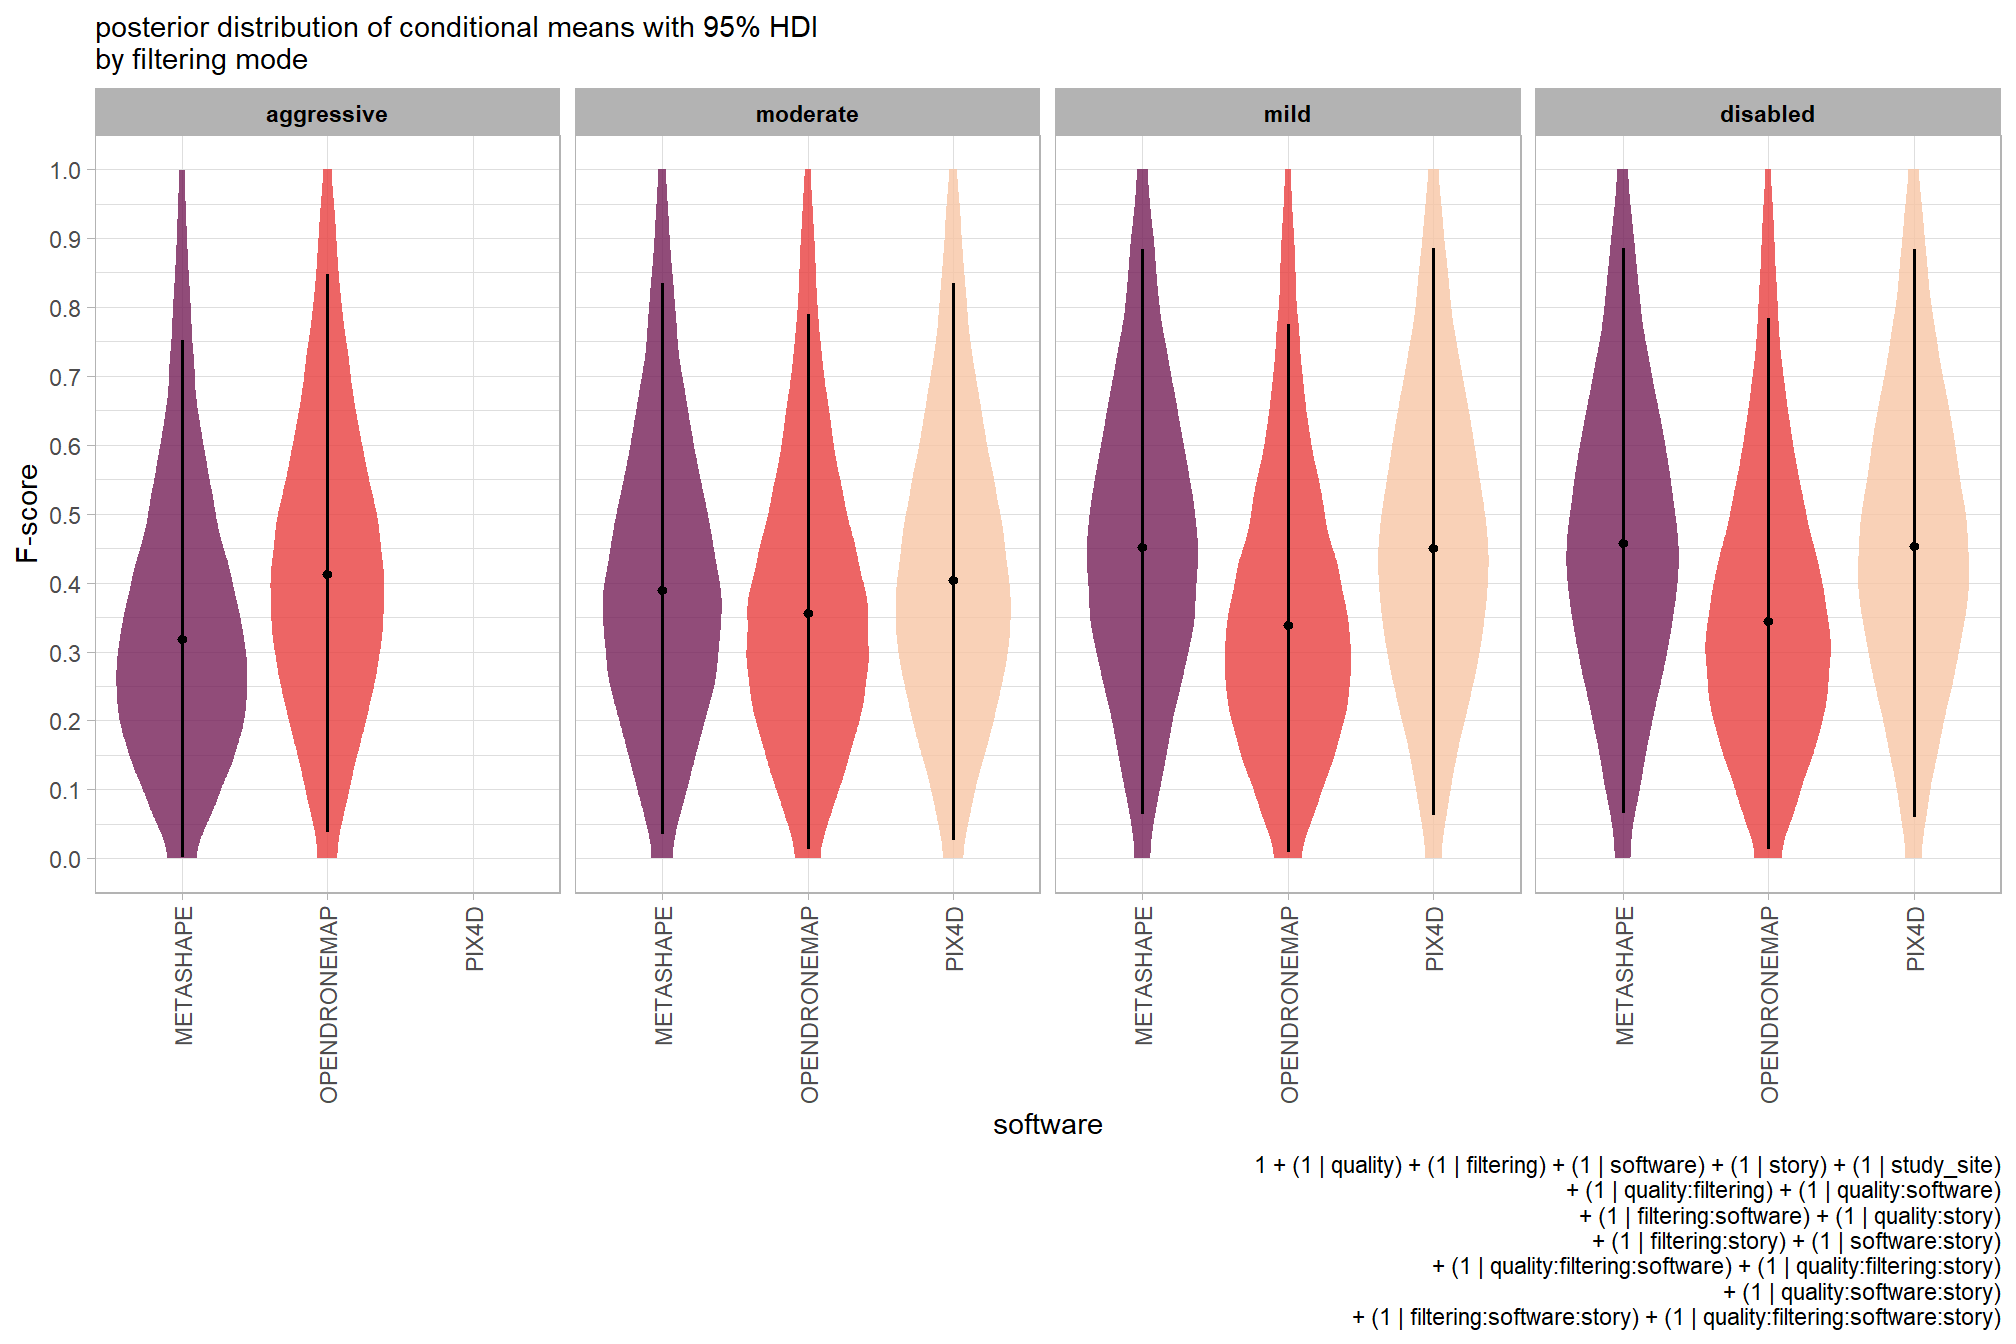 posterior distribution of conditional means with 95% HDI
by filtering mode
aggressive
moderate
mild
disabled
F-score
1.0
0.9
0.8
0.7
0.6
0.5
0.4
0.3
0.2
0.1
0.0
METASHAPE
OPENDRONEMAP
PIX4D
METASHAPE
OPENDRONEMAP
PIX4D
METASHAPE
OPENDRONEMAP
PIX4D
METASHAPE
OPENDRONEMAP
PIX4D
software
1 + (1 | quality) + (1 | filtering) + (1 | software) + (1 | story) + (1 | study_site)
+ (1 | quality:filtering) + (1 | quality:software)
+ (1 | filtering:software) + (1 | quality:story)
+ (1 | filtering:story) + (1 | software:story)
+ (1 | quality:filtering:software) + (1 | quality:filtering:story)
+ (1 | quality:software:story)
+ (1 | filtering:software:story) + (1 | quality:filtering:software:story)